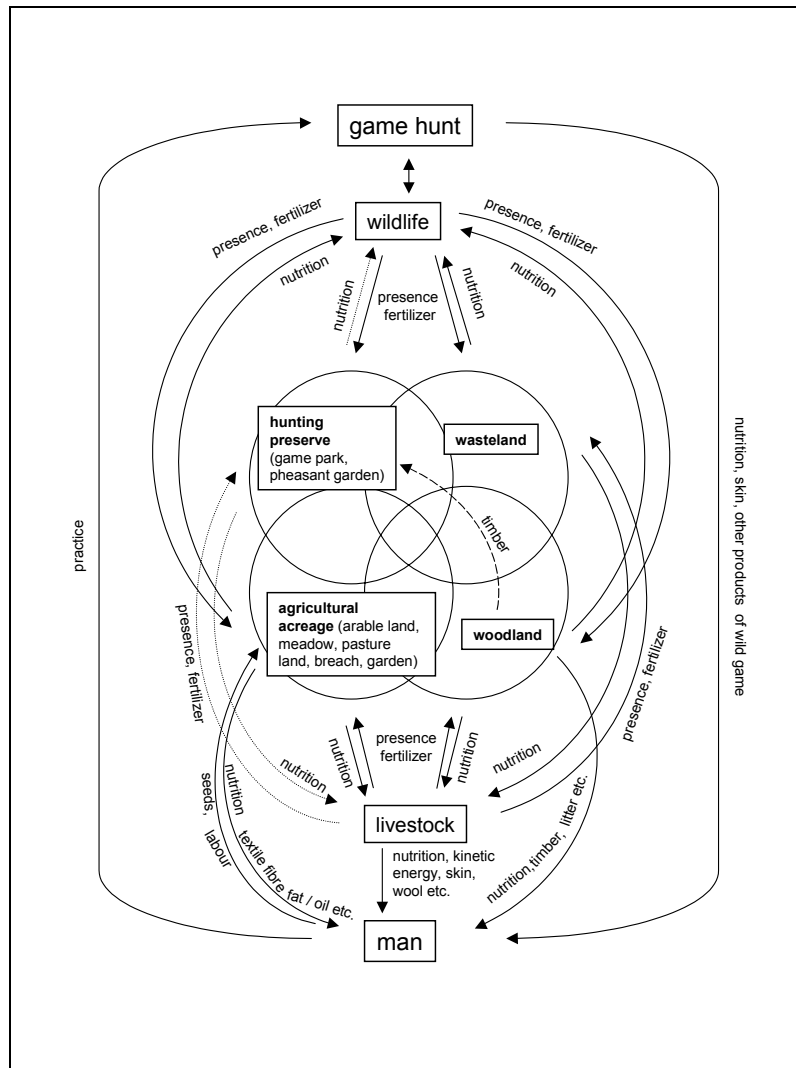 game hunt
wildlife
presence, fertilizer
presence, fertilizer
nutrition
nutrition
nutrition
presence
fertilizer
nutrition
hunting
preserve
(game park,
pheasant garden)
wasteland
timber
practice
nutrition, skin, other products of wild game
agricultural
acreage (arable land,
meadow, pasture
land, breach, garden)
woodland
presence, fertilizer
presence, fertilizer
nutrition
nutrition
presence
fertilizer
nutrition
nutrition
livestock
seeds, labour
nutrition
textile fibre fat / oil etc.
nutrition, kinetic
energy, skin,
wool etc.
nutrition,timber, litter etc.
man